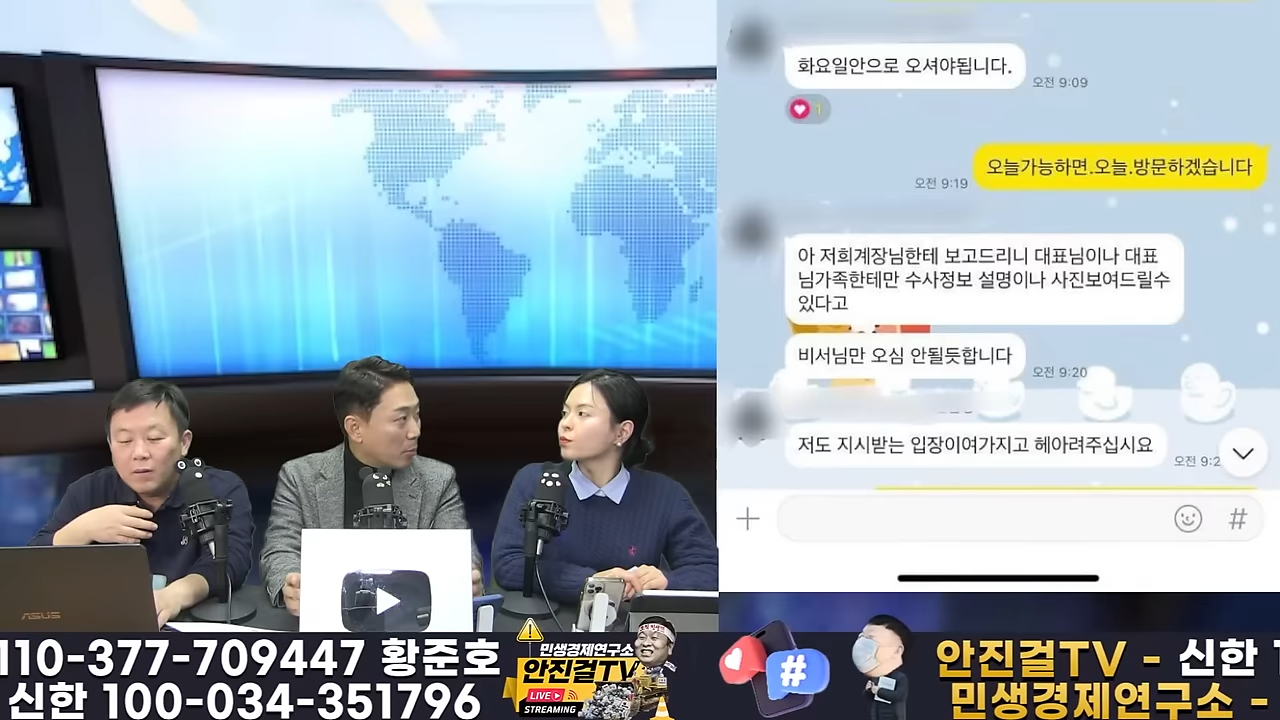 화요일안으로 오셔야됩니다.
오전 9:09
1
오늘가능하면.오늘.방문하겠습니다
오전 9:19
아 저희계장님한테 보고드리니 대표님이나 대표
님가족한테만 수사정보 설명이나 사진보여드릴수
있다고
비서님만 오심 안될듯합니다
오전 9:20
저도 지시받는 입장이여가지고 헤아려주십시요
오전 9:2
#
ASUS
110-377-709447 황준호
신한 100-034-351796
민생경제연구소
안진걸TV
LIVE
STREAMING
#
안진걸TV - 신한 1
민생경제연구소 -